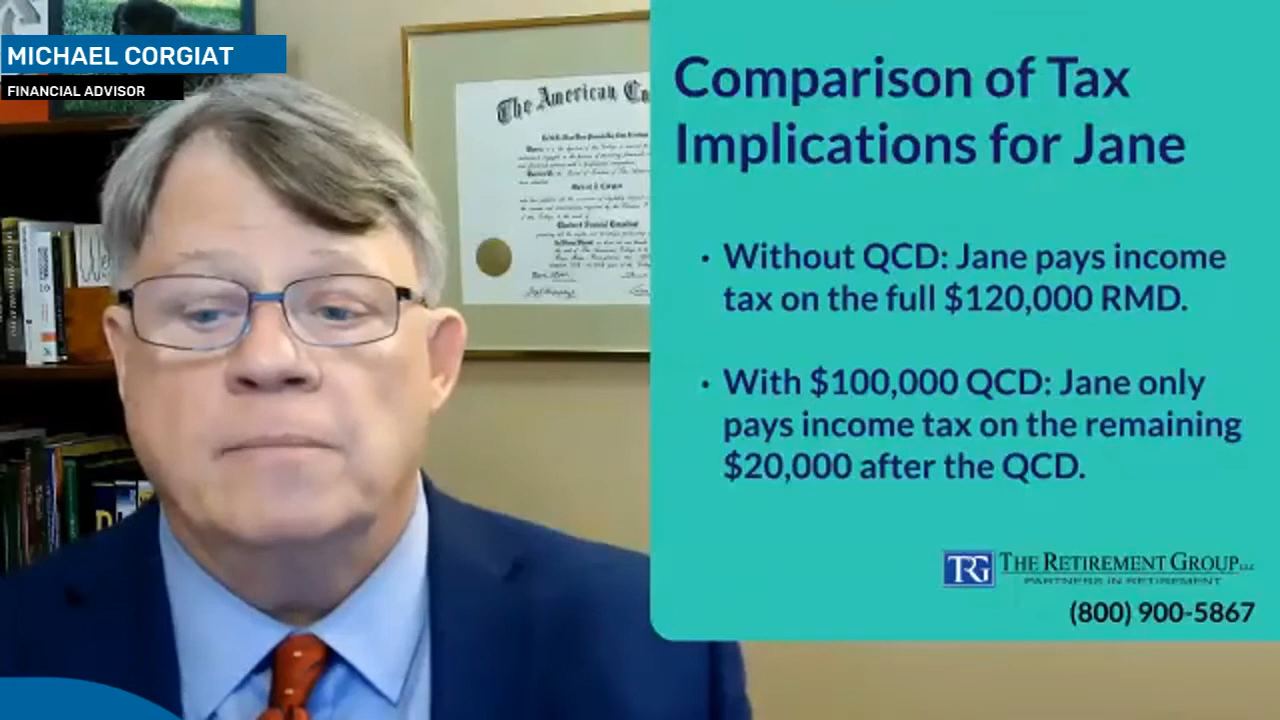 MICHAEL CORGIAT
FINANCIAL ADVISOR
The American Co
Comparison of Tax
Implications for Jane
· Without QCD: Jane pays income
tax on the full $120,000 RMD.
· With $100,000 QCD: Jane only
pays income tax on the remaining
$20,000 after the QCD.
TRG THE RETIREMENT GROUP LLC
PARTNERS IN RETIREMENT
(800) 900-5867